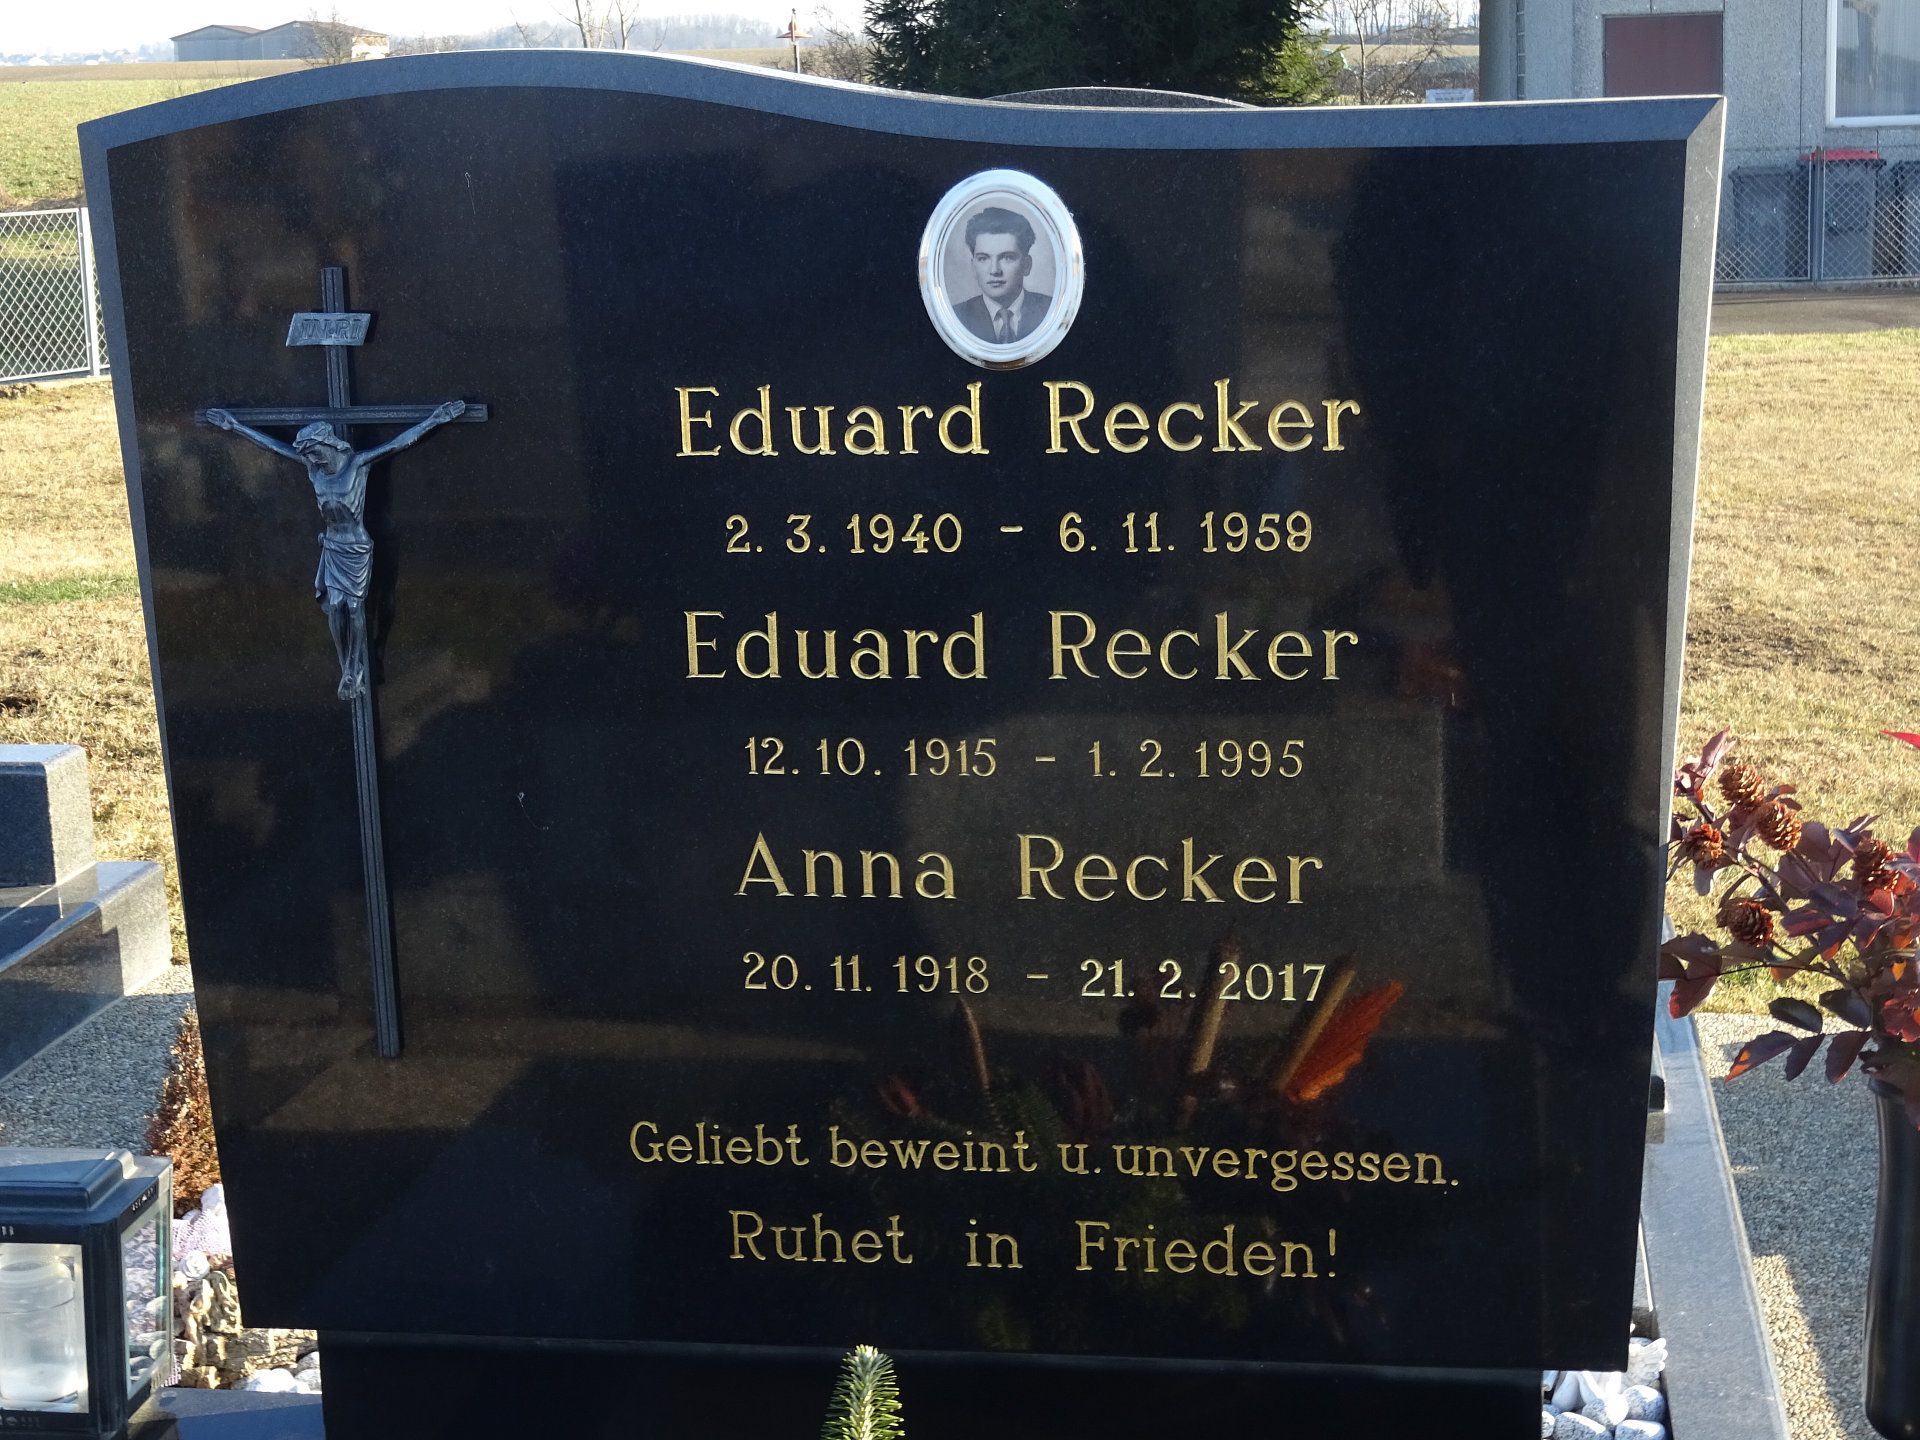 INRI
Eduard Recker
2. 3. 1940 - 6. 11. 1959
Eduard Recker
12. 10. 1915 - 1. 2. 1995
Anna Recker
20. 11. 1918 - 21. 2. 2017
Geliebt beweint u. unvergessen.
Ruhet in Frieden!